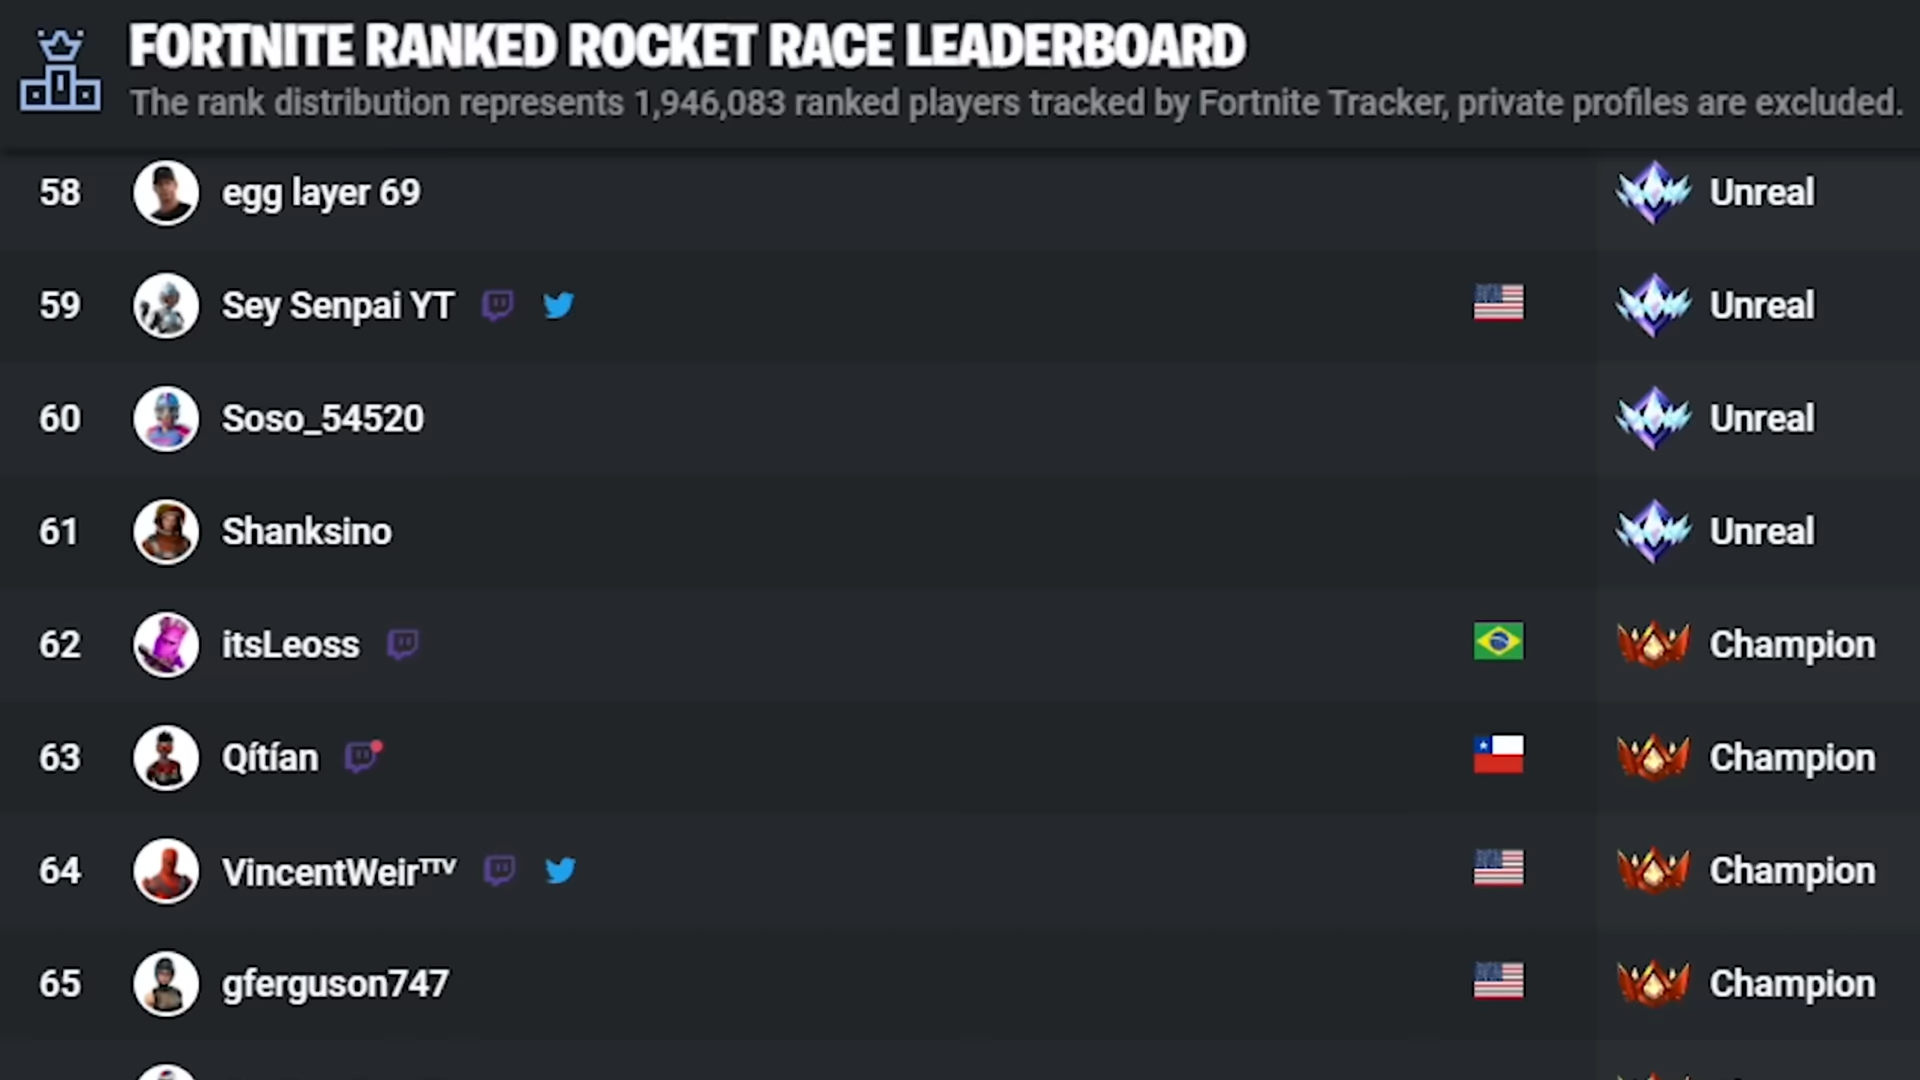 FORTNITE RANKED ROCKET RACE LEADERBOARD
The rank distribution represents 1,946,083 ranked players tracked by Fortnite Tracker, private profiles are excluded.
58 egg layer 69 Unreal
59 Sey Senpai YT Unreal
60 Soso_54520 Unreal
61 Shanksino Unreal
62 itsLeoss Champion
63 Qítían Champion
64 VincentWeirᵀᵀⱽ Champion
65 gferguson747 Champion